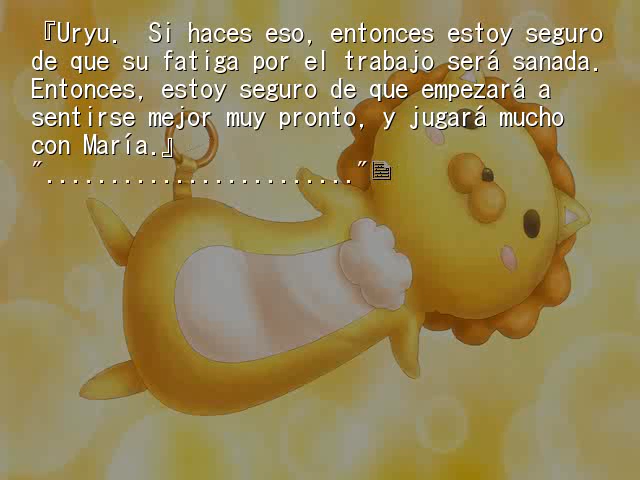 『Uryu.  Si haces eso, entonces estoy seguro
de que su fatiga por el trabajo será sanada.
Entonces, estoy seguro de que empezará a
sentirse mejor muy pronto, y jugará mucho
con María.』
"........................"